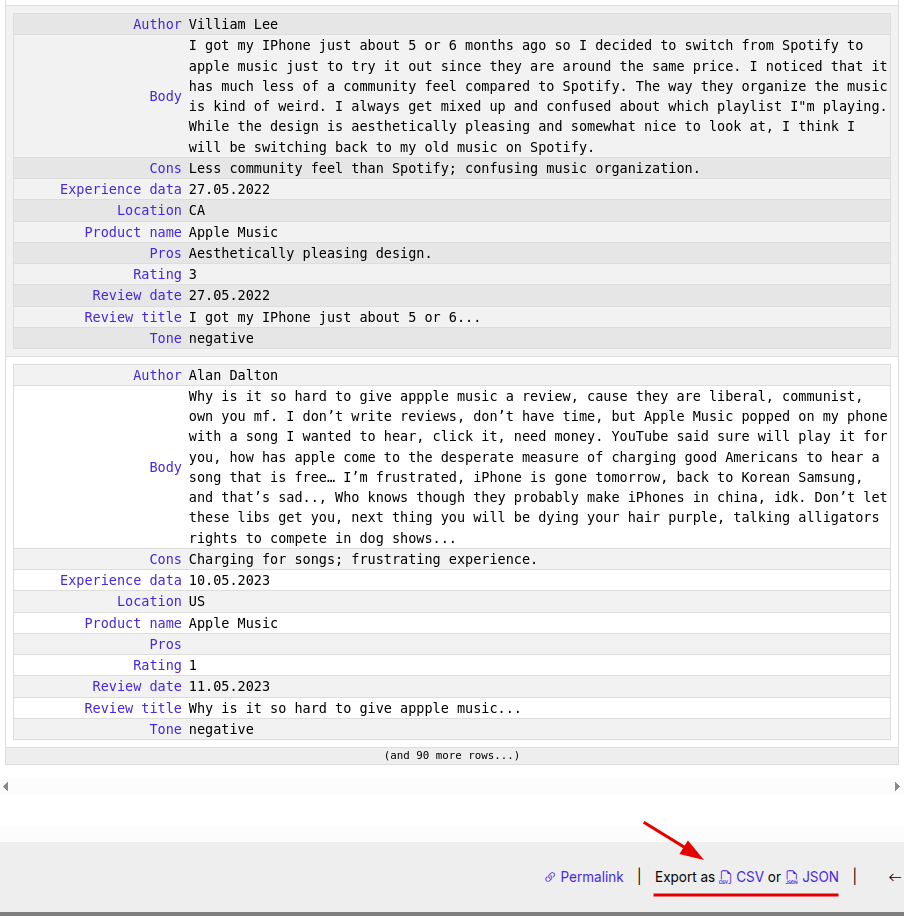 Author Villiam Lee
I got my IPhone just about 5 or 6 months ago so I decided to switch from Spotify to
apple music just to try it out since they are around the same price. I noticed that it
has much less of a community feel compared to Spotify. The way they organize the music
Body is kind of weird. I always get mixed up and confused about which playlist I"m playing.
While the design is aesthetically pleasing and somewhat nice to look at, I think I
will be switching back to my old music on Spotify.
Cons Less community feel than Spotify; confusing music organization.
Experience data 27.05.2022
Location CA
Product name Apple Music
Pros Aesthetically pleasing design.
Rating 3
Review date 27.05.2022
Review title I got my IPhone just about 5 or 6...
Tone negative
Author Alan Dalton
Why is it so hard to give appple music a review, cause they are liberal, communist,
own you mf. I don’t write reviews, don’t have time, but Apple Music popped on my phone
with a song I wanted to hear, click it, need money. YouTube said sure will play it for
you, how has apple come to the desperate measure of charging good Americans to hear a
Body song that is free… I’m frustrated, iPhone is gone tomorrow, back to Korean Samsung,
and that’s sad.., Who knows though they probably make iPhones in china, idk. Don’t let
these libs get you, next thing you will be dying your hair purple, talking alligators
rights to compete in dog shows...
Cons Charging for songs; frustrating experience.
Experience data 10.05.2023
Location US
Product name Apple Music
Pros
Rating 1
Review date 11.05.2023
Review title Why is it so hard to give appple music...
Tone negative
(and 90 more rows...)
Permalink | Export as CSV or JSON | ←